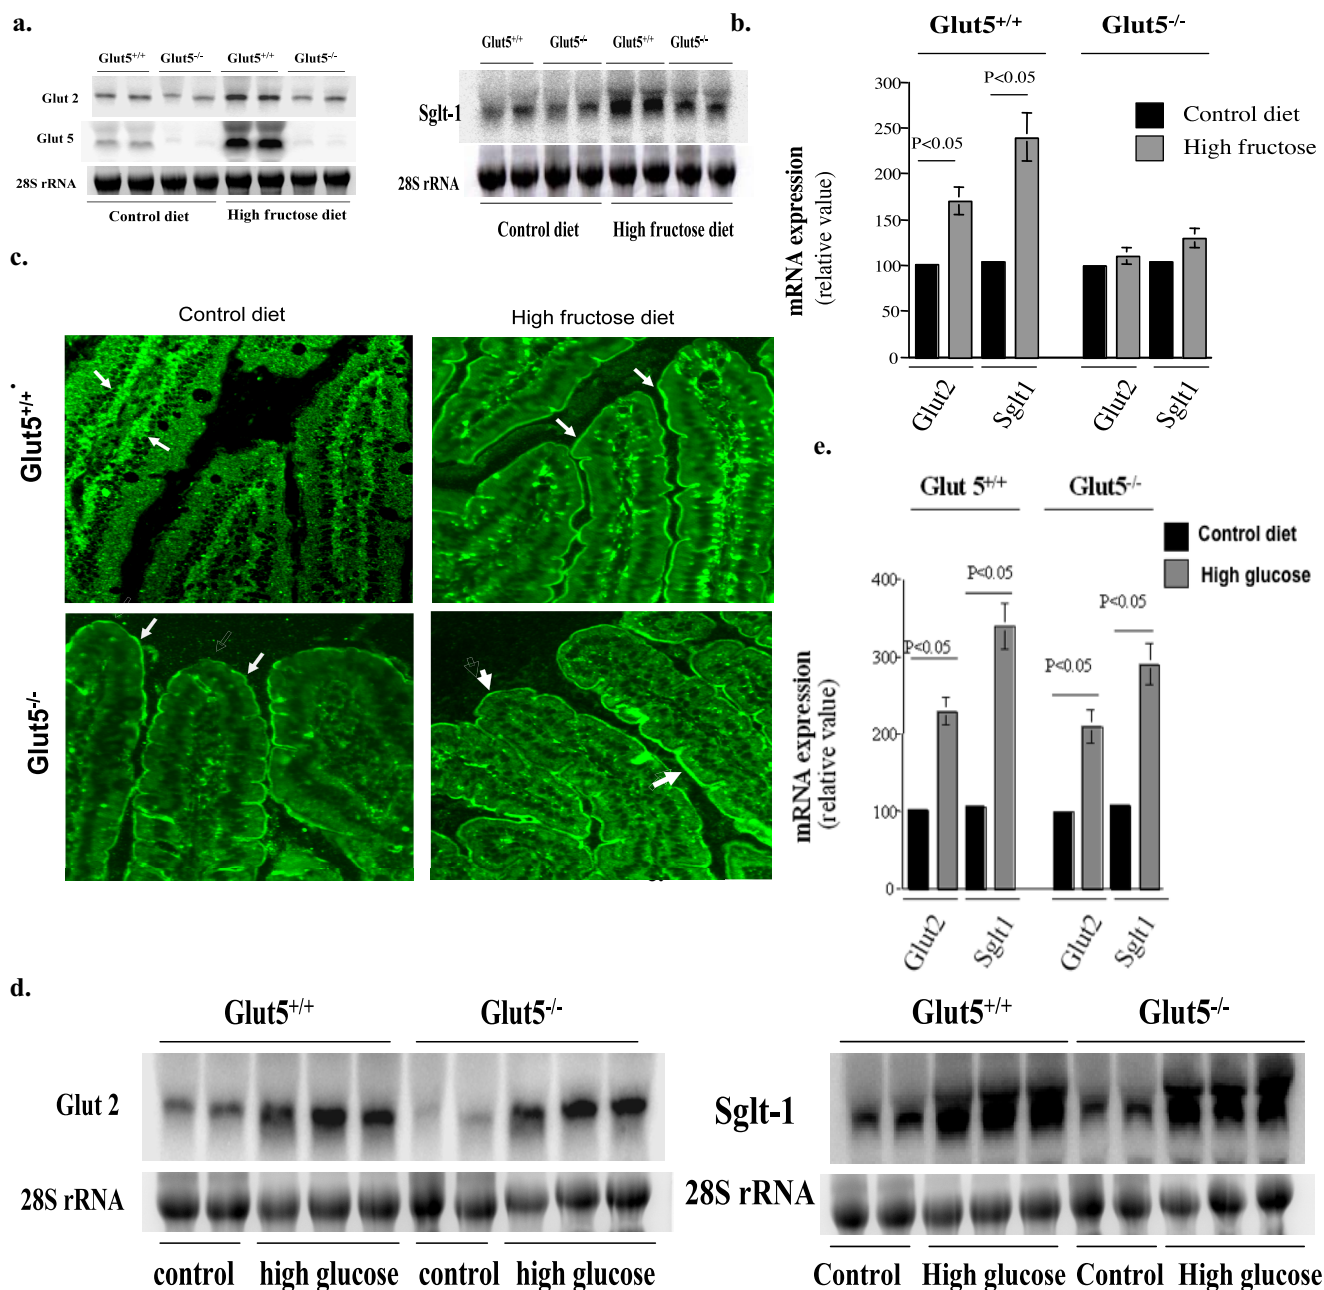 a.
Glut5+/+ Glut5-/- Glut5+/+ Glut5-/-
Glut 2
Glut 5
28S rRNA
Control diet High fructose diet
Glut5+/+ Glut5-/- Glut5+/+ Glut5-/-
Sglt-1
28S rRNA
Control diet High fructose diet
b.
Glut5+/+ Glut5-/-
P<0.05
P<0.05
Control diet
High fructose
mRNA expression
(relative value)
300
250
200
150
100
50
0
Glut2 Sglt1 Glut2 Sglt1
c.
Control diet High fructose diet
Glut5+/+
Glut5-/-
e.
Glut 5+/+ Glut5-/-
Control diet
High glucose
P<0.05
P<0.05
P<0.05
P<0.05
mRNA expression
(relative value)
400
300
200
100
0
Glut2 Sglt1 Glut2 Sglt1
d.
Glut5+/+ Glut5-/-
Glut 2
28S rRNA
control high glucose control high glucose
Glut5+/+ Glut5-/-
Sglt-1
28S rRNA
Control High glucose Control High glucose